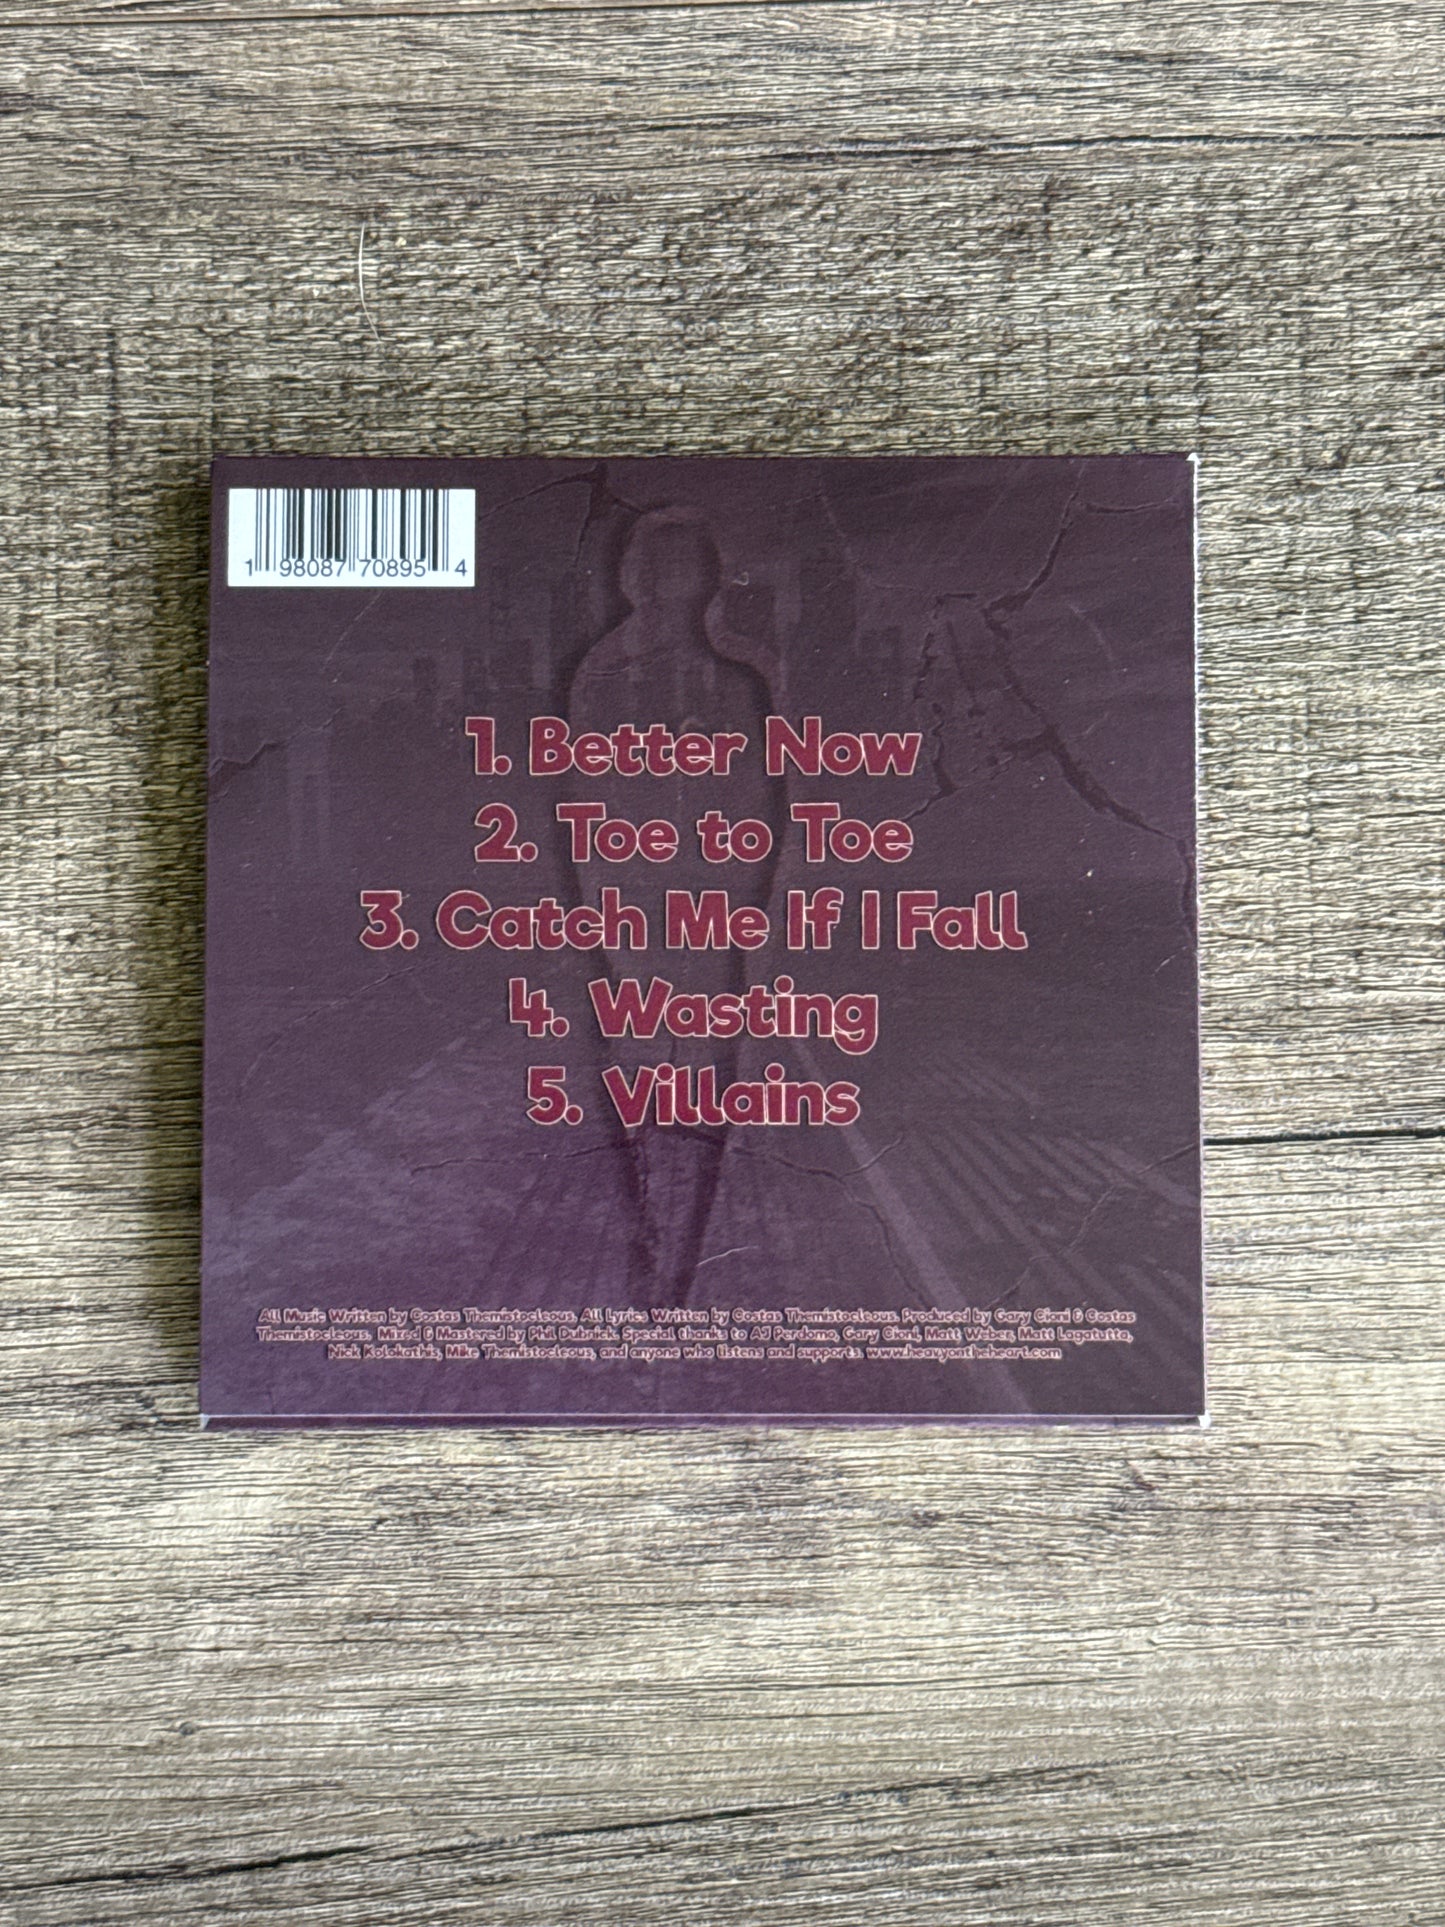 1 98087 70895 4
1. Better Now
2. Toe to Toe
3. Catch Me If I Fall
4. Wasting
5. Villains
All Music Written by Costas Themistocleous. All Lyrics Written by Costas Themistocleous. Produced by Gary Cioni & Costas
Themistocleous. Mixed & Mastered by Phil Dubnick. Special thanks to AJ Perdomo, Gary Cioni, Matt Weber, Matt Lagatutta,
Nick Kolokathis, Mike Themistocleous, and anyone who listens and supports. www.heavyontheheart.com